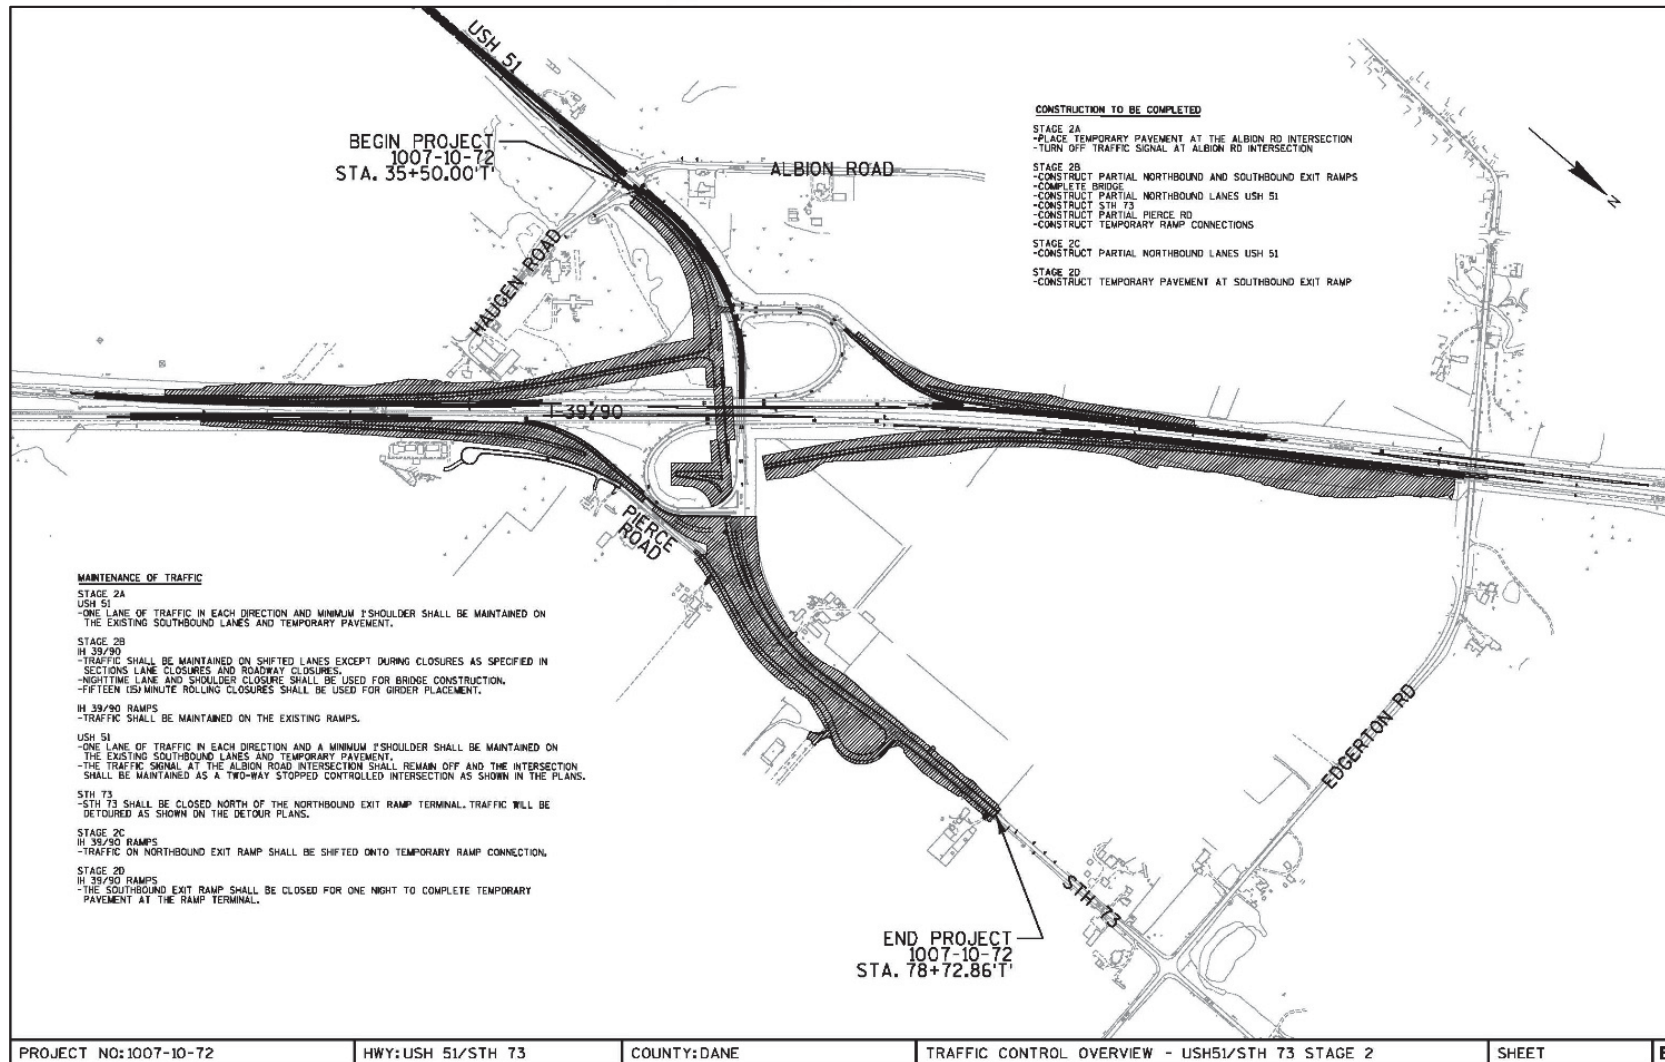 USH 51
BEGIN PROJECT
1007-10-72
STA. 35+50.00'T'
ALBION ROAD
HAUGEN ROAD
I-39/90
PIERCE
ROAD
EDGERTON RD
STH 73
END PROJECT
1007-10-72
STA. 78+72.86'T'
N
CONSTRUCTION TO BE COMPLETED
STAGE 2A
-PLACE TEMPORARY PAVEMENT AT THE ALBION RD INTERSECTION
-TURN OFF TRAFFIC SIGNAL AT ALBION RD INTERSECTION
STAGE 2B
-CONSTRUCT PARTIAL NORTHBOUND AND SOUTHBOUND EXIT RAMPS
-COMPLETE BRIDGE
-CONSTRUCT PARTIAL NORTHBOUND LANES USH 51
-CONSTRUCT STH 73
-CONSTRUCT PARTIAL PIERCE RD
-CONSTRUCT TEMPORARY RAMP CONNECTIONS
STAGE 2C
-CONSTRUCT PARTIAL NORTHBOUND LANES USH 51
STAGE 2D
-CONSTRUCT TEMPORARY PAVEMENT AT SOUTHBOUND EXIT RAMP
MAINTENANCE OF TRAFFIC
STAGE 2A
USH 51
-ONE LANE OF TRAFFIC IN EACH DIRECTION AND MINIMUM 1'SHOULDER SHALL BE MAINTAINED ON
THE EXISTING SOUTHBOUND LANES AND TEMPORARY PAVEMENT.
STAGE 2B
IH 39/90
-TRAFFIC SHALL BE MAINTAINED ON SHIFTED LANES EXCEPT DURING CLOSURES AS SPECIFIED IN
SECTIONS LANE CLOSURES AND ROADWAY CLOSURES.
-NIGHTTIME LANE AND SHOULDER CLOSURE SHALL BE USED FOR BRIDGE CONSTRUCTION.
-FIFTEEN (15) MINUTE ROLLING CLOSURES SHALL BE USED FOR GIRDER PLACEMENT.
IH 39/90 RAMPS
-TRAFFIC SHALL BE MAINTAINED ON THE EXISTING RAMPS.
USH 51
-ONE LANE OF TRAFFIC IN EACH DIRECTION AND A MINIMUM 1'SHOULDER SHALL BE MAINTAINED ON
THE EXISTING SOUTHBOUND LANES AND TEMPORARY PAVEMENT.
-THE TRAFFIC SIGNAL AT THE ALBION ROAD INTERSECTION SHALL REMAIN OFF AND THE INTERSECTION
SHALL BE MAINTAINED AS A TWO-WAY STOPPED CONTROLLED INTERSECTION AS SHOWN IN THE PLANS.
STH 73
-STH 73 SHALL BE CLOSED NORTH OF THE NORTHBOUND EXIT RAMP TERMINAL. TRAFFIC WILL BE
DETOURED AS SHOWN ON THE DETOUR PLANS.
STAGE 2C
IH 39/90 RAMPS
-TRAFFIC ON NORTHBOUND EXIT RAMP SHALL BE SHIFTED ONTO TEMPORARY RAMP CONNECTION.
STAGE 2D
IH 39/90 RAMPS
-THE SOUTHBOUND EXIT RAMP SHALL BE CLOSED FOR ONE NIGHT TO COMPLETE TEMPORARY
PAVEMENT AT THE RAMP TERMINAL.
PROJECT NO:1007-10-72
HWY:USH 51/STH 73
COUNTY:DANE
TRAFFIC CONTROL OVERVIEW - USH51/STH 73 STAGE 2
SHEET